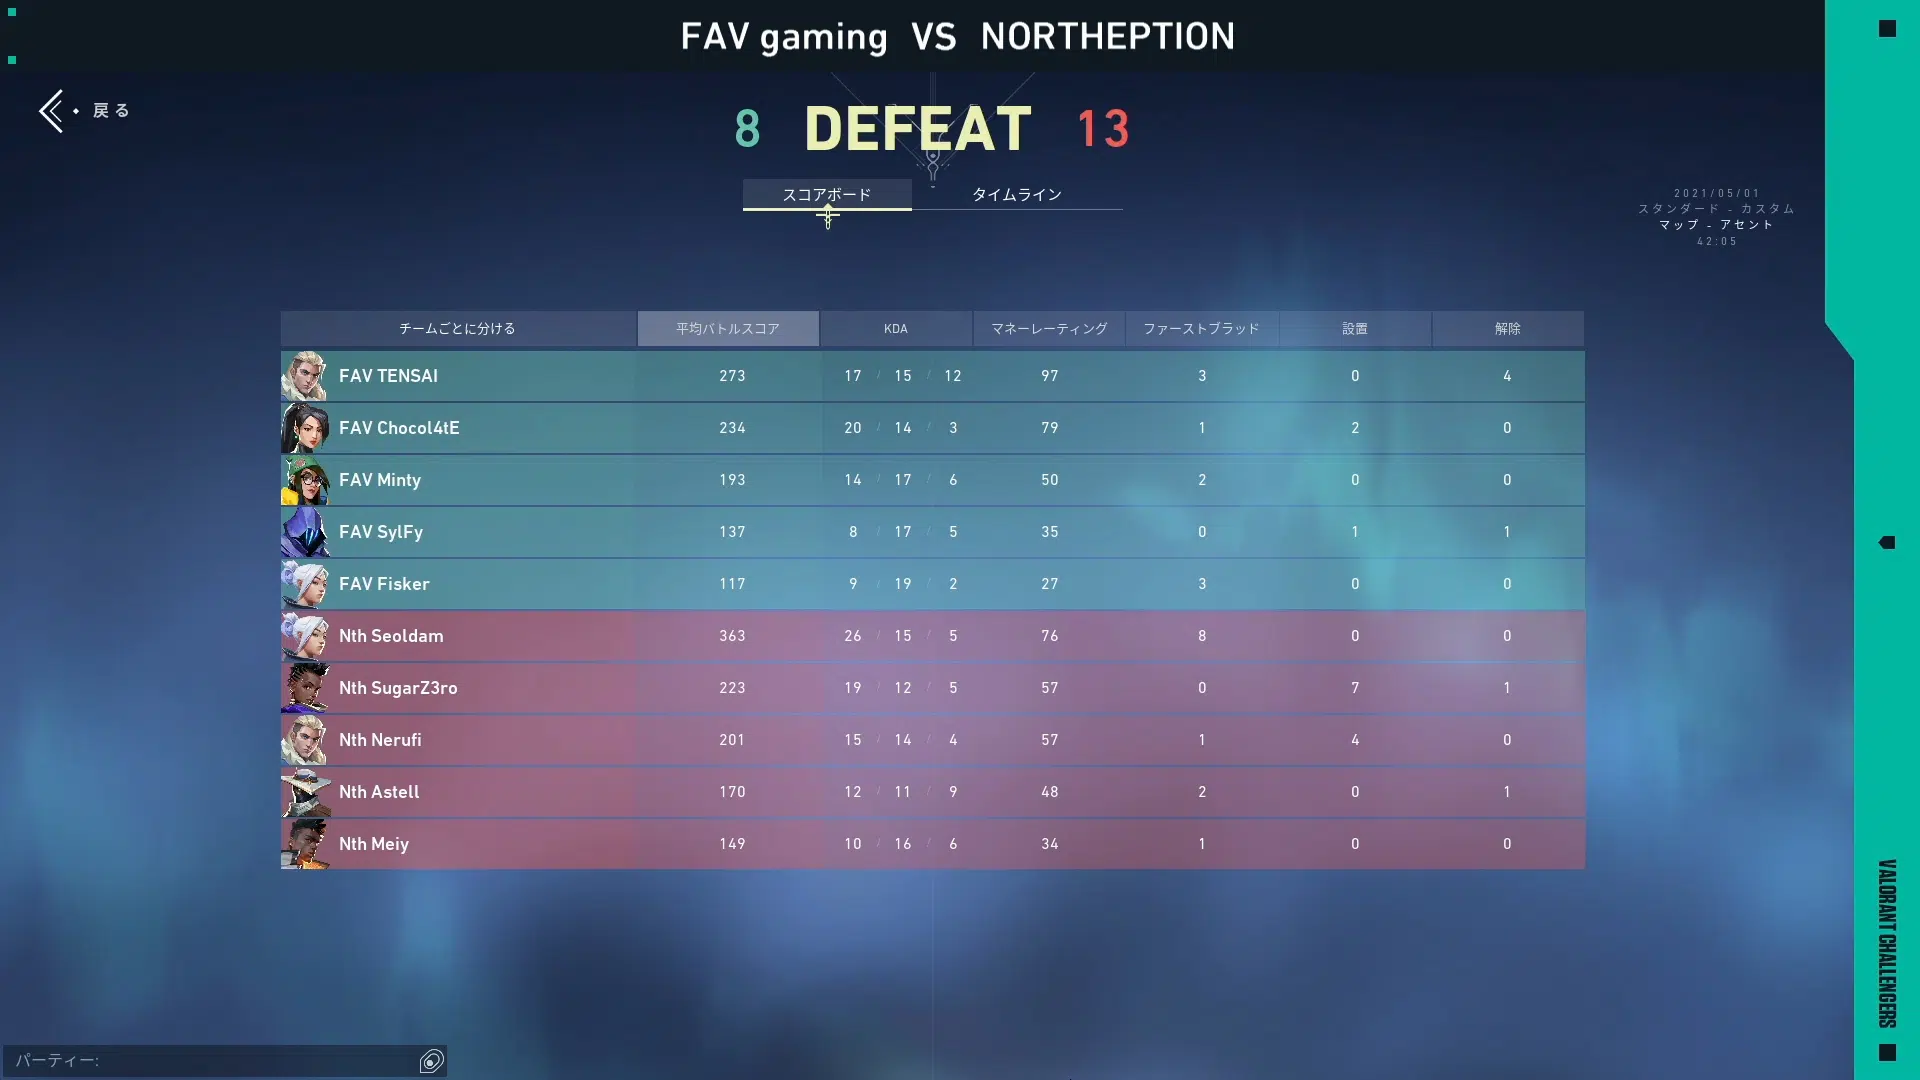 FAV gaming VS NORTHEPTION
戻る
8 DEFEAT 13
スコアボード タイムライン
2021/05/01
スタンダード - カスタム
マップ - アセント
42:05
チームごとに分ける 平均バトルスコア KDA マネーレーティング ファーストブラッド 設置 解除
FAV TENSAI 273 17 / 15 / 12 97 3 0 4
FAV Chocol4tE 234 20 / 14 / 3 79 1 2 0
FAV Minty 193 14 / 17 / 6 50 2 0 0
FAV SylFy 137 8 / 17 / 5 35 0 1 1
FAV Fisker 117 9 / 19 / 2 27 3 0 0
Nth Seoldam 363 26 / 15 / 5 76 8 0 0
Nth SugarZ3ro 223 19 / 12 / 5 57 0 7 1
Nth Nerufi 201 15 / 14 / 4 57 1 4 0
Nth Astell 170 12 / 11 / 9 48 2 0 1
Nth Meiy 149 10 / 16 / 6 34 1 0 0
VALORANT CHALLENGERS
パーティー: